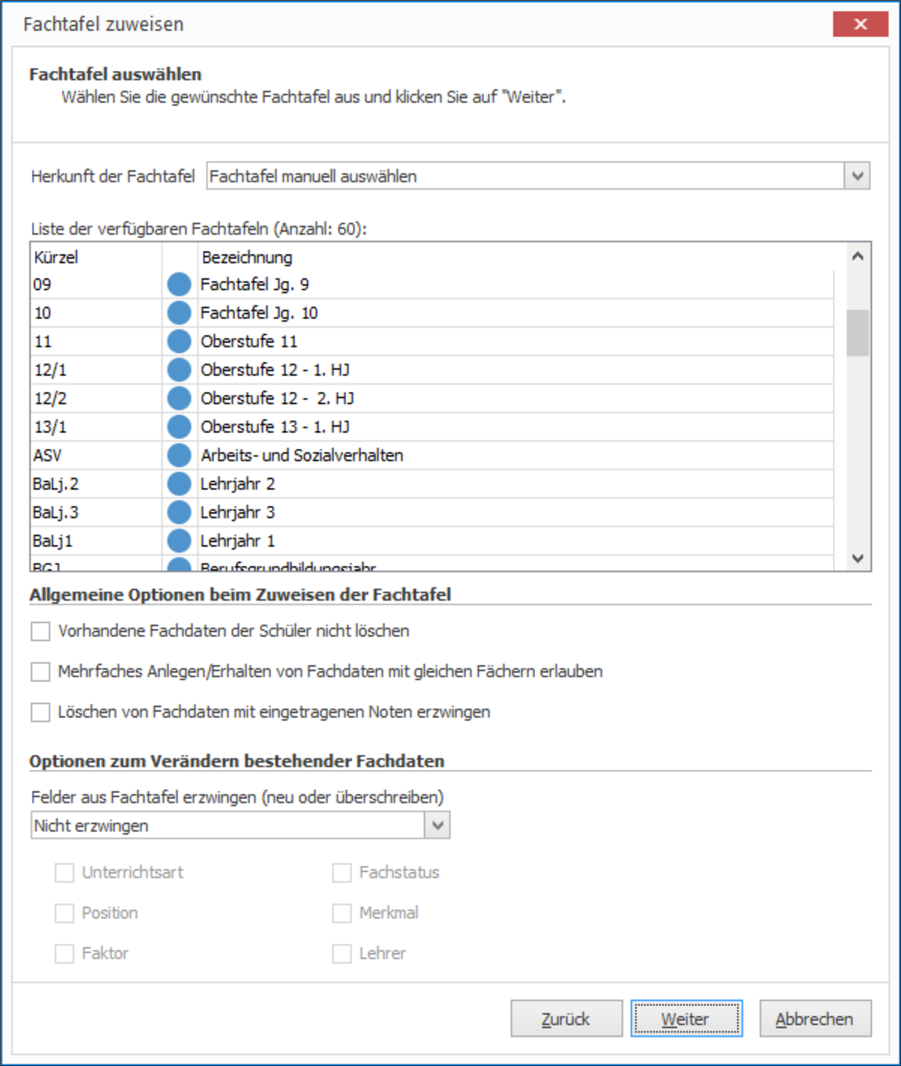 Fachtafel zuweisen
Fachtafel auswählen
Wählen Sie die gewünschte Fachtafel aus und klicken Sie auf "Weiter".
Herkunft der Fachtafel Fachtafel manuell auswählen
Liste der verfügbaren Fachtafeln (Anzahl: 60):
Kürzel Bezeichnung
09 Fachtafel Jg. 9
10 Fachtafel Jg. 10
11 Oberstufe 11
12/1 Oberstufe 12 - 1. HJ
12/2 Oberstufe 12 -  2. HJ
13/1 Oberstufe 13 - 1. HJ
ASV Arbeits- und Sozialverhalten
BaLj.2 Lehrjahr 2
BaLj.3 Lehrjahr 3
BaLj1 Lehrjahr 1
BGJ Berufsgrundbildungsjahr
Allgemeine Optionen beim Zuweisen der Fachtafel
Vorhandene Fachdaten der Schüler nicht löschen
Mehrfaches Anlegen/Erhalten von Fachdaten mit gleichen Fächern erlauben
Löschen von Fachdaten mit eingetragenen Noten erzwingen
Optionen zum Verändern bestehender Fachdaten
Felder aus Fachtafel erzwingen (neu oder überschreiben)
Nicht erzwingen
Unterrichtsart Fachstatus
Position Merkmal
Faktor Lehrer
Zurück Weiter Abbrechen